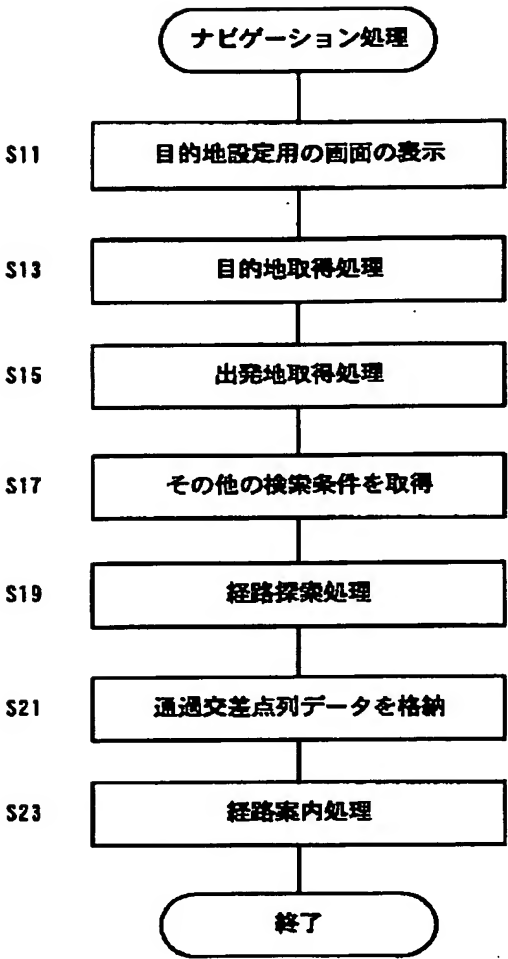 ナビゲーション処理
S11 目的地設定用の画面の表示
S13 目的地取得処理
S15 出発地取得処理
S17 その他の検索条件を取得
S19 経路探索処理
S21 通過交差点列データを格納
S23 経路案内処理
終了